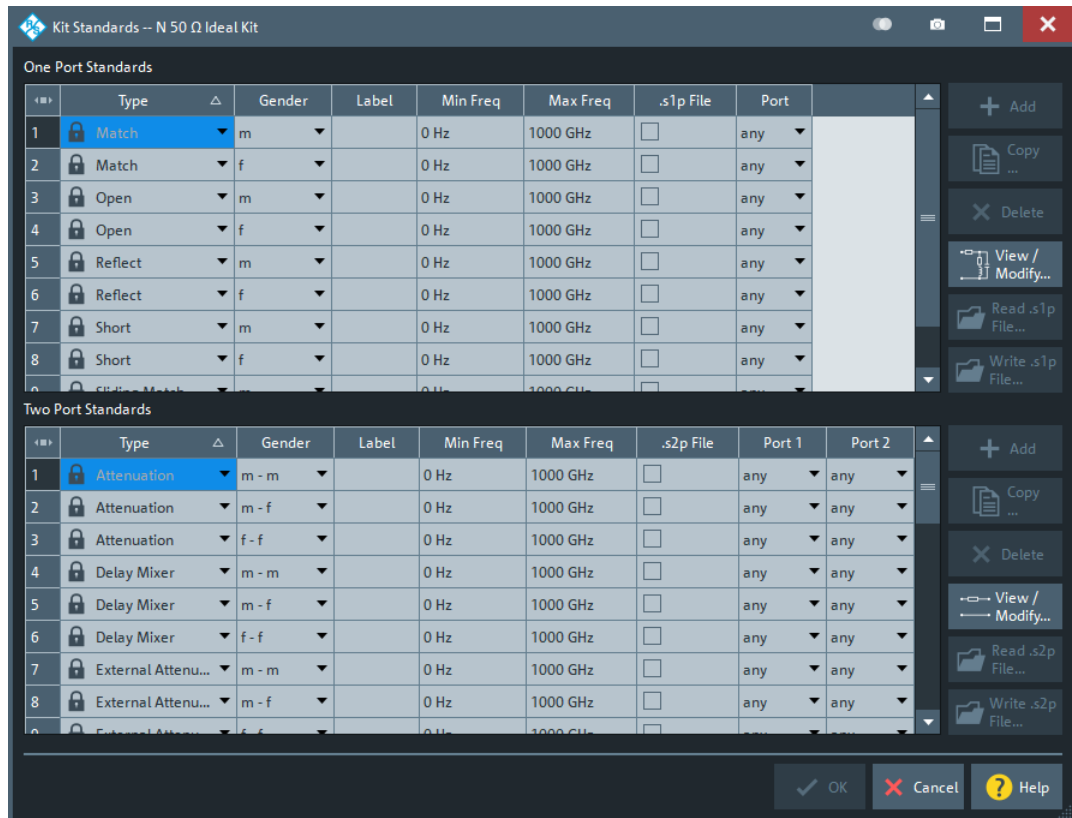 Kit Standards -- N 50 Ω Ideal Kit
One Port Standards
Type Gender Label Min Freq Max Freq .s1p File Port
1 Match m 0 Hz 1000 GHz any
2 Match f 0 Hz 1000 GHz any
3 Open m 0 Hz 1000 GHz any
4 Open f 0 Hz 1000 GHz any
5 Reflect m 0 Hz 1000 GHz any
6 Reflect f 0 Hz 1000 GHz any
7 Short m 0 Hz 1000 GHz any
8 Short f 0 Hz 1000 GHz any
Add
Copy
...
Delete
View /
Modify...
Read .s1p
File...
Write .s1p
File...
Two Port Standards
Type Gender Label Min Freq Max Freq .s2p File Port 1 Port 2
1 Attenuation m - m 0 Hz 1000 GHz any any
2 Attenuation m - f 0 Hz 1000 GHz any any
3 Attenuation f - f 0 Hz 1000 GHz any any
4 Delay Mixer m - m 0 Hz 1000 GHz any any
5 Delay Mixer m - f 0 Hz 1000 GHz any any
6 Delay Mixer f - f 0 Hz 1000 GHz any any
7 External Attenu... m - m 0 Hz 1000 GHz any any
8 External Attenu... m - f 0 Hz 1000 GHz any any
Add
Copy
...
Delete
View /
Modify...
Read .s2p
File...
Write .s2p
File...
OK Cancel ? Help